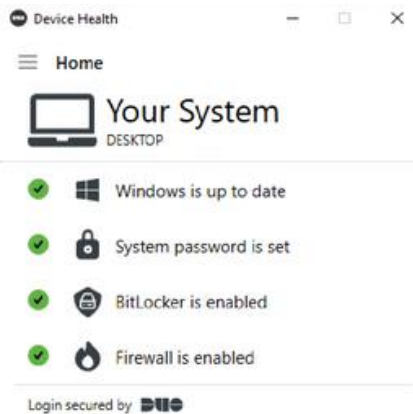 Device Health
Home
Your System
DESKTOP
Windows is up to date
System password is set
BitLocker is enabled
Firewall is enabled
Login secured by DUO